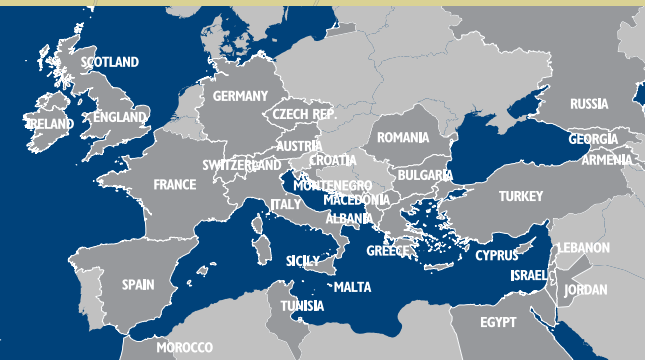 SCOTLAND
IRELAND
ENGLAND
GERMANY
CZECH REP.
AUSTRIA
SWITZERLAND
FRANCE
CROATIA
MONTENEGRO
MACEDONIA
ALBANIA
ITALY
ROMANIA
BULGARIA
RUSSIA
GEORGIA
ARMENIA
TURKEY
GREECE
CYPRUS
LEBANON
ISRAEL
JORDAN
SICILY
MALTA
SPAIN
TUNISIA
EGYPT
MOROCCO